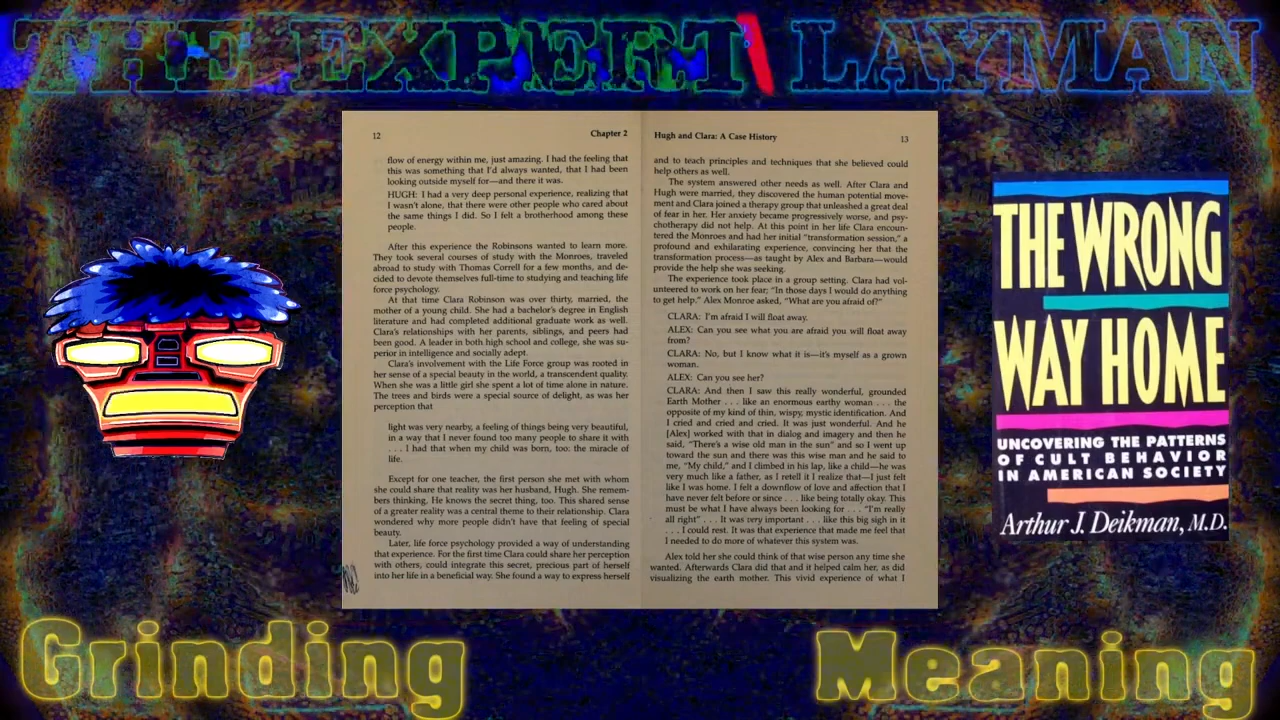 THE EXPERT\LAYMAN
12
Chapter 2
flow of energy within me, just amazing. I had the feeling that
this was something that I'd always wanted, that I had been
looking outside myself for—and there it was.
HUGH: I had a very deep personal experience, realizing that
I wasn't alone, that there were other people who cared about
the same things I did. So I felt a brotherhood among these
people.
After this experience the Robinsons wanted to learn more.
They took several courses of study with the Monroes, traveled
abroad to study with Thomas Correll for a few months, and de-
cided to devote themselves full-time to studying and teaching life
force psychology.
At that time Clara Robinson was over thirty, married, the
mother of a young child. She had a bachelor's degree in English
literature and had completed additional graduate work as well.
Clara's relationships with her parents, siblings, and peers had
been good. A leader in both high school and college, she was su-
perior in intelligence and socially adept.
Clara's involvement with the Life Force group was rooted in
her sense of a special beauty in the world, a transcendent quality.
When she was a little girl she spent a lot of time alone in nature.
The trees and birds were a special source of delight, as was her
perception that
light was very nearby, a feeling of things being very beautiful,
in a way that I never found too many people to share it with
. . . I had that when my child was born, too: the miracle of
life.
Except for one teacher, the first person she met with whom
she could share that reality was her husband, Hugh. She remem-
bers thinking, He knows the secret thing, too. This shared sense
of a greater reality was a central theme to their relationship. Clara
wondered why more people didn't have that feeling of special
beauty.
Later, life force psychology provided a way of understanding
that experience. For the first time Clara could share her perception
with others, could integrate this secret, precious part of herself
into her life in a beneficial way. She found a way to express herself
Hugh and Clara: A Case History
13
and to teach principles and techniques that she believed could
help others as well.
The system answered other needs as well. After Clara and
Hugh were married, they discovered the human potential move-
ment and Clara joined a therapy group that unleashed a great deal
of fear in her. Her anxiety became progressively worse, and psy-
chotherapy did not help. At this point in her life Clara encoun-
tered the Monroes and had her initial "transformation session," a
profound and exhilarating experience, convincing her that the
transformation process—as taught by Alex and Barbara—would
provide the help she was seeking.
The experience took place in a group setting. Clara had vol-
unteered to work on her fear; "In those days I would do anything
to get help." Alex Monroe asked, "What are you afraid of?"
CLARA: I'm afraid I will float away.
ALEX: Can you see what you are afraid you will float away
from?
CLARA: No, but I know what it is—it's myself as a grown
woman.
ALEX: Can you see her?
CLARA: And then I saw this really wonderful, grounded
Earth Mother . . . like an enormous earthy woman . . . the
opposite of my kind of thin, wispy, mystic identification. And
I cried and cried and cried. It was just wonderful. And he
[Alex] worked with that in dialog and imagery and then he
said, "There's a wise old man in the sun" and so I went up
toward the sun and there was this wise man and he said to
me, "My child," and I climbed in his lap, like a child—he was
very much like a father, as I retell it I realize that—I just felt
like I was home. I felt a downflow of love and affection that I
have never felt before or since . . . like being totally okay. This
must be what I have always been looking for . . . "I'm really
all right" . . . It was very important . . . like this big sigh in it
. . . I could rest. It was that experience that made me feel that
I needed to do more of whatever this system was.
Alex told her she could think of that wise person any time she
wanted. Afterwards Clara did that and it helped calm her, as did
visualizing the earth mother. This vivid experience of what I
THE WRONG
WAY HOME
UNCOVERING THE PATTERNS
OF CULT BEHAVIOR
IN AMERICAN SOCIETY
Arthur J. Deikman, M.D.
Grinding
Meaning